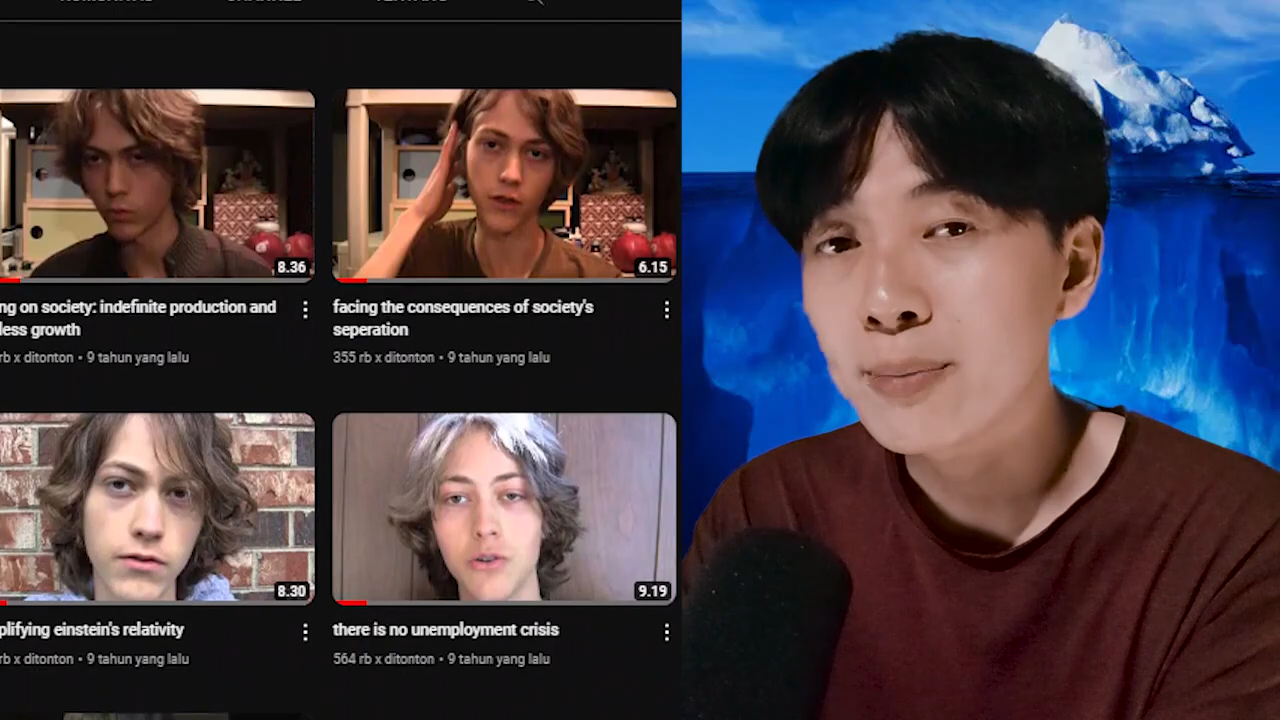 8.36
6.15
ng on society: indefinite production and
less growth
rb x ditonton • 9 tahun yang lalu
facing the consequences of society's
seperation
355 rb x ditonton • 9 tahun yang lalu
8.30
9.19
plifying einstein's relativity
rb x ditonton • 9 tahun yang lalu
there is no unemployment crisis
564 rb x ditonton • 9 tahun yang lalu